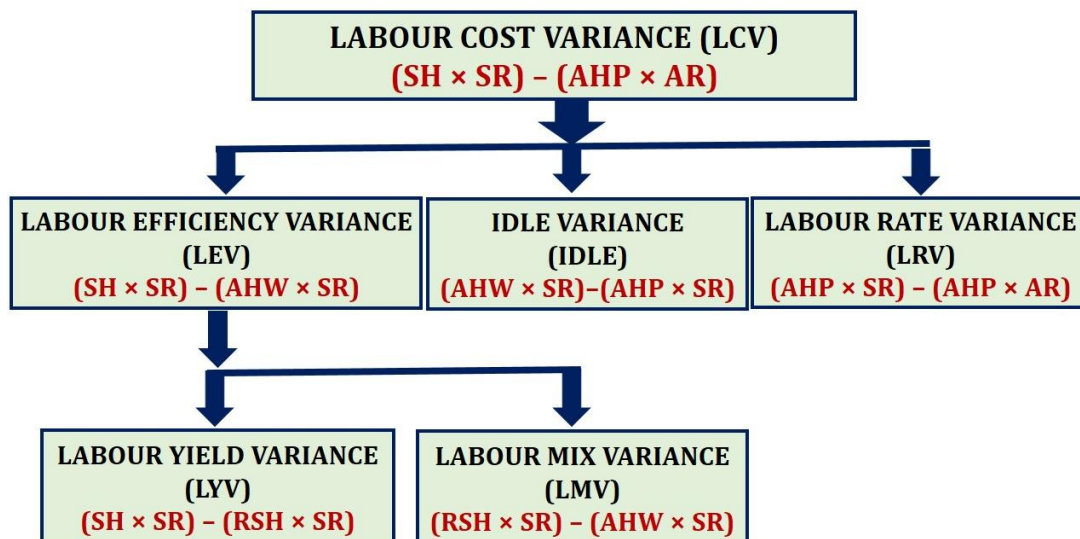 LABOUR COST VARIANCE (LCV)
(SH × SR) – (AHP × AR)
LABOUR EFFICIENCY VARIANCE
(LEV)
(SH × SR) – (AHW × SR)
IDLE VARIANCE
(IDLE)
(AHW × SR)–(AHP × SR)
LABOUR RATE VARIANCE
(LRV)
(AHP × SR) – (AHP × AR)
LABOUR YIELD VARIANCE
(LYV)
(SH × SR) – (RSH × SR)
LABOUR MIX VARIANCE
(LMV)
(RSH × SR) – (AHW × SR)